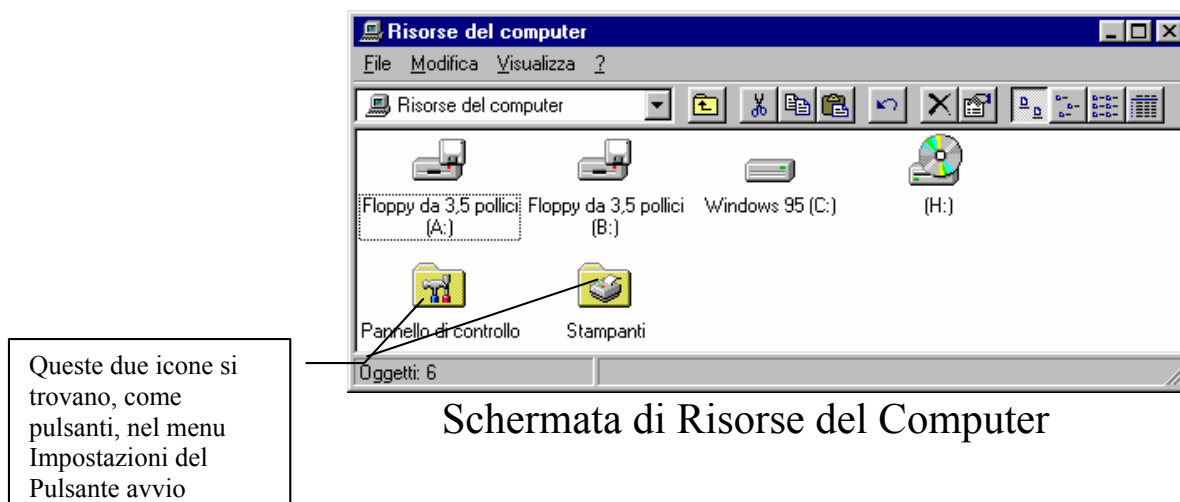 Risorse del computer
File Modifica Visualizza ?
Risorse del computer
Floppy da 3,5 pollici (A:)
Floppy da 3,5 pollici (B:)
Windows 95 (C:)
(H:)
Pannello di controllo
Stampanti
Oggetti: 6
Queste due icone si
trovano, come
pulsanti, nel menu
Impostazioni del
Pulsante avvio
Schermata di Risorse del Computer